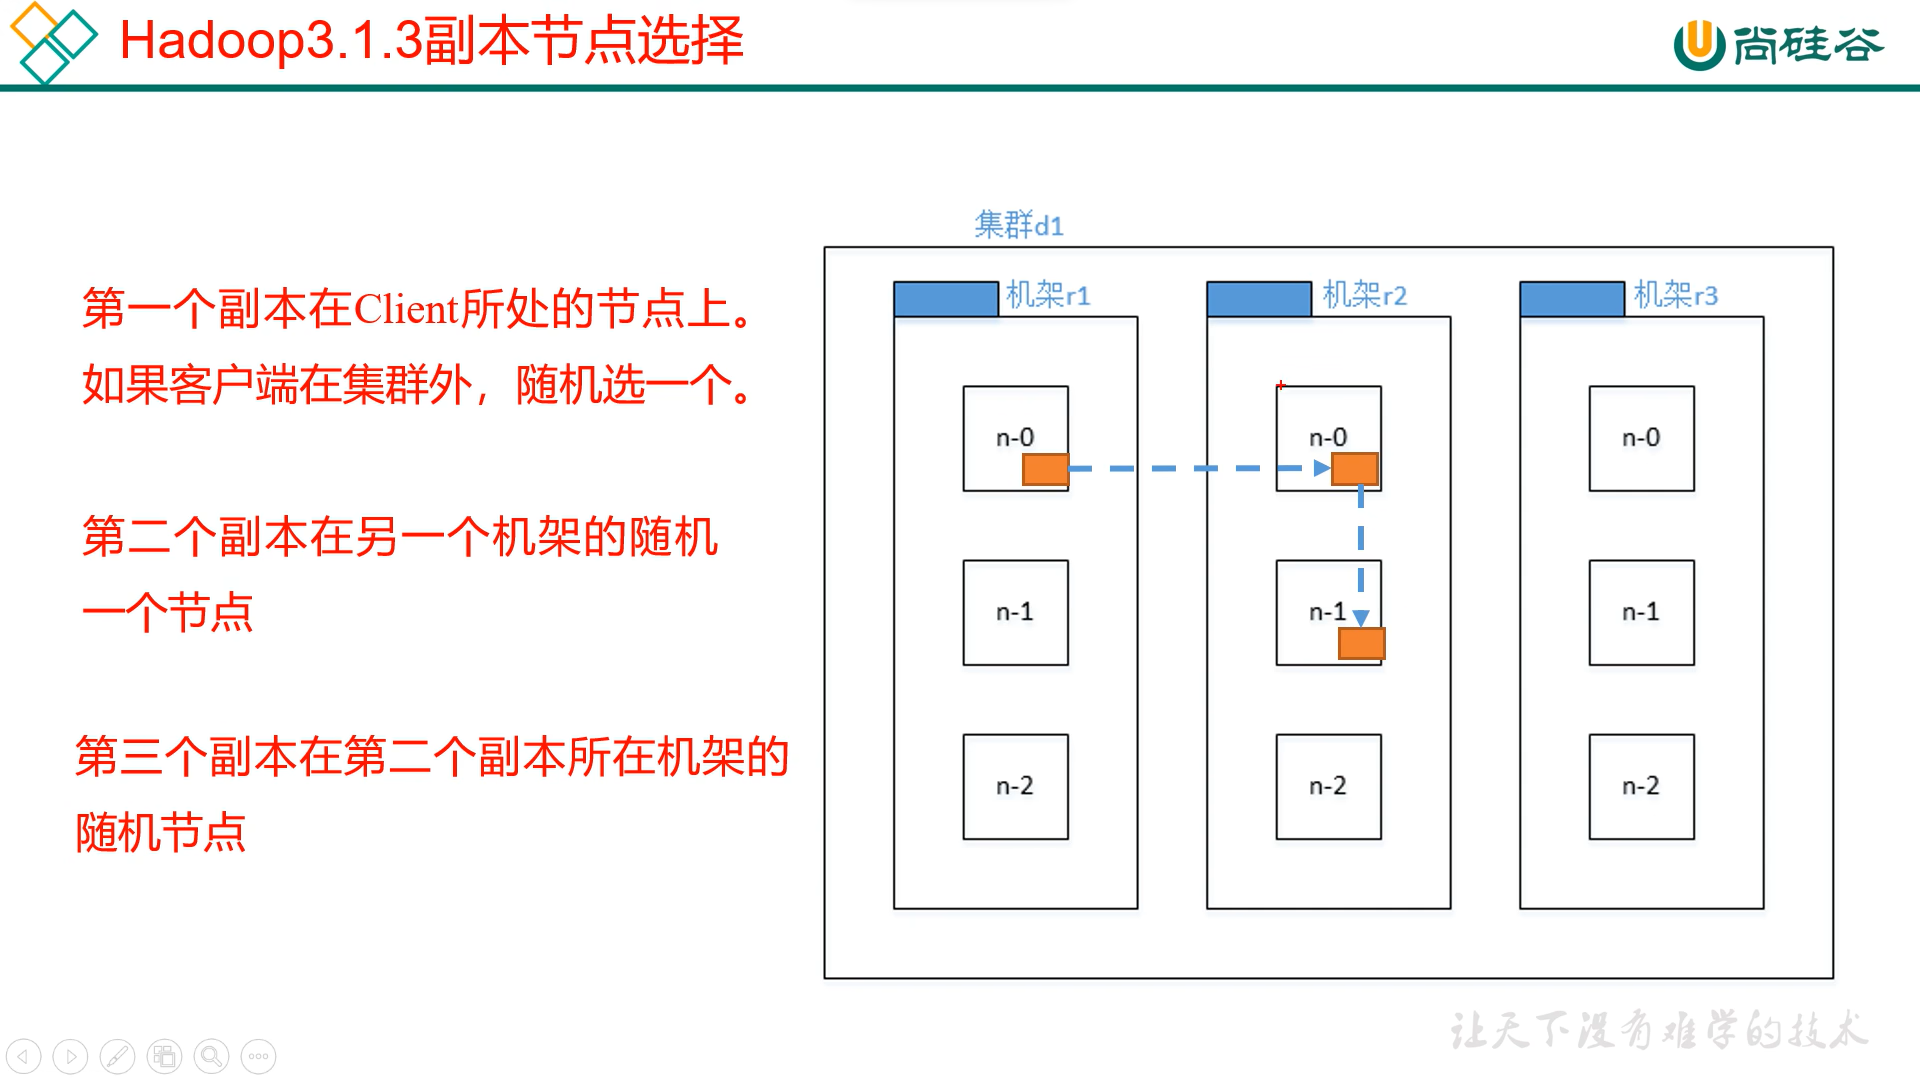 Hadoop3.1.3副本节点选择
尚硅谷
第一个副本在Client所处的节点上。
如果客户端在集群外，随机选一个。
第二个副本在另一个机架的随机
一个节点
第三个副本在第二个副本所在机架的
随机节点
集群d1
机架r1
机架r2
机架r3
n-0
n-0
n-0
n-1
n-1
n-1
n-2
n-2
n-2
让天下没有难学的技术